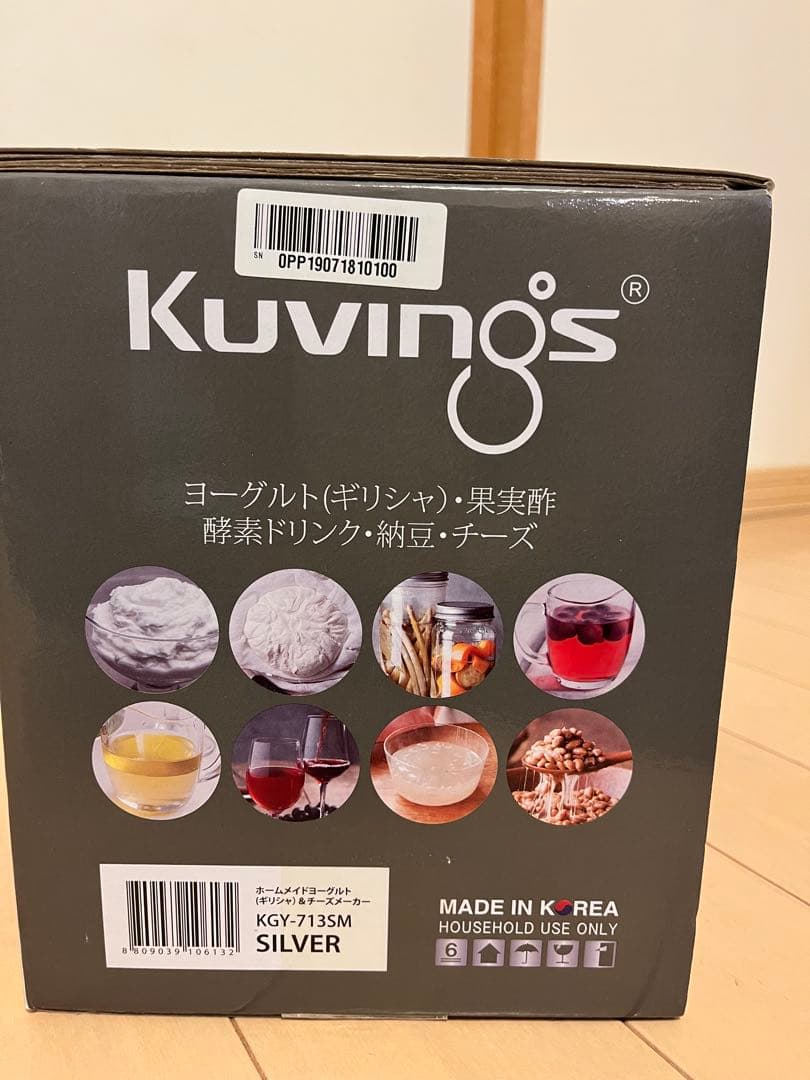 SN
0PP19071810100
Kuvings®
ヨーグルト(ギリシャ)・果実酢
酵素ドリンク・納豆・チーズ
ホームメイドヨーグルト
(ギリシャ)&チーズメーカー
KGY-713SM
SILVER
8 809039 106132
MADE IN KOREA
HOUSEHOLD USE ONLY
6